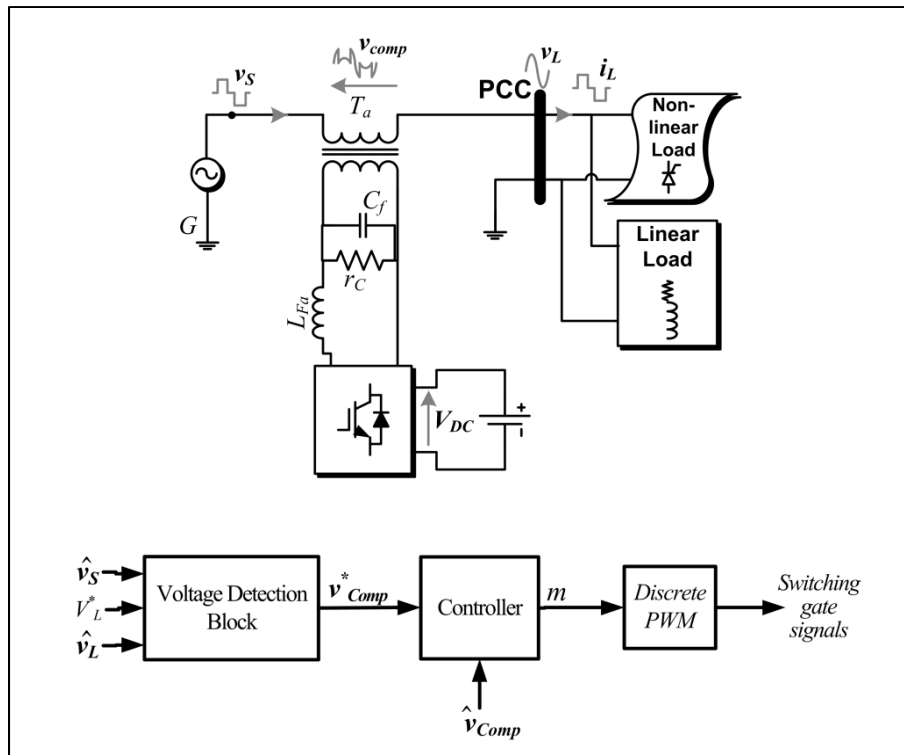 v_comp
v_S
T_a
v_L
i_L
PCC
Non-
linear
Load
G
C_f
r_C
Linear
Load
L_Fa
V_DC
+
-
v̂_S
V*_L
v̂_L
Voltage Detection
Block
v*_Comp
Controller
m
Discrete
PWM
Switching
gate
signals
v̂_Comp